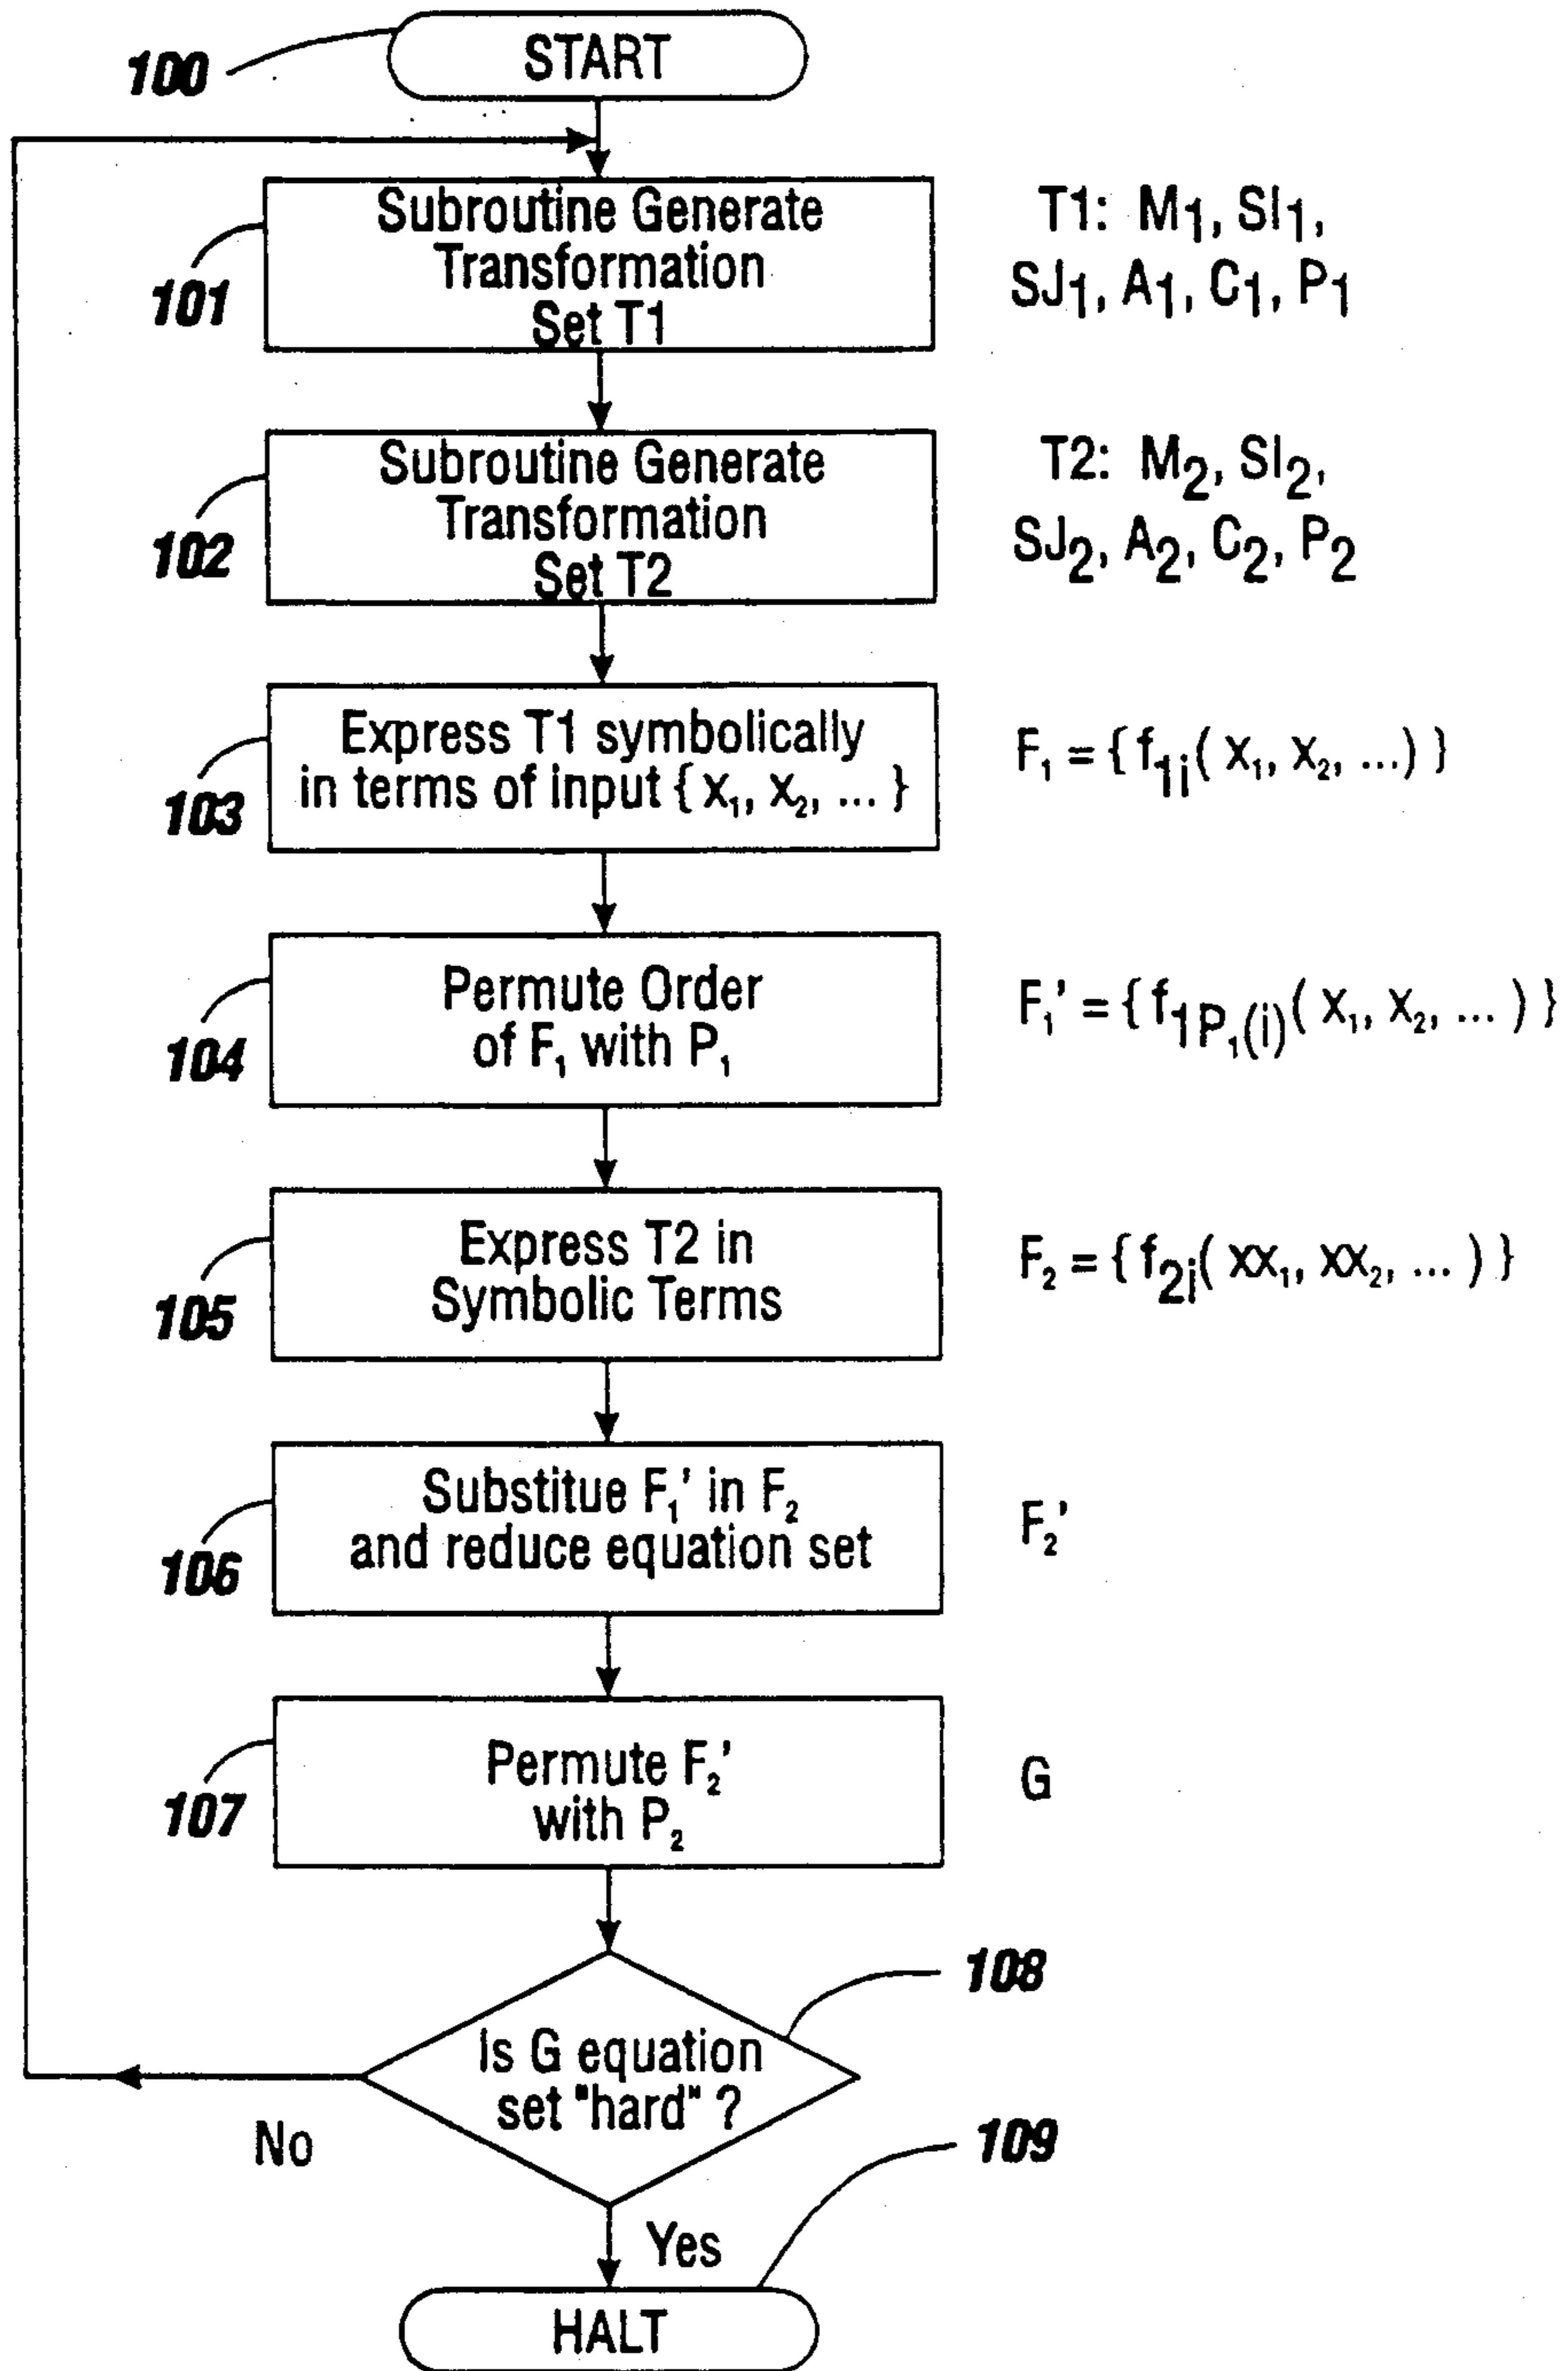 100
START
Subroutine Generate
Transformation
Set T1
101
T1: M1, SI1,
SJ1, A1, C1, P1
Subroutine Generate
Transformation
Set T2
102
T2: M2, SI2,
SJ2, A2, C2, P2
Express T1 symbolically
in terms of input { x₁, x₂, ... }
103
F₁ = { f1i( x₁, x₂, ...) }
Permute Order
of F₁ with P₁
104
F₁' = { f1P₁(i)( x₁, x₂, ... ) }
Express T2 in
Symbolic Terms
105
F₂ = { f2i( xx₁, xx₂, ... ) }
Substitue F₁' in F₂
and reduce equation set
106
F₂'
Permute F₂'
with P₂
107
G
108
Is G equation
set "hard" ?
No
109
Yes
HALT